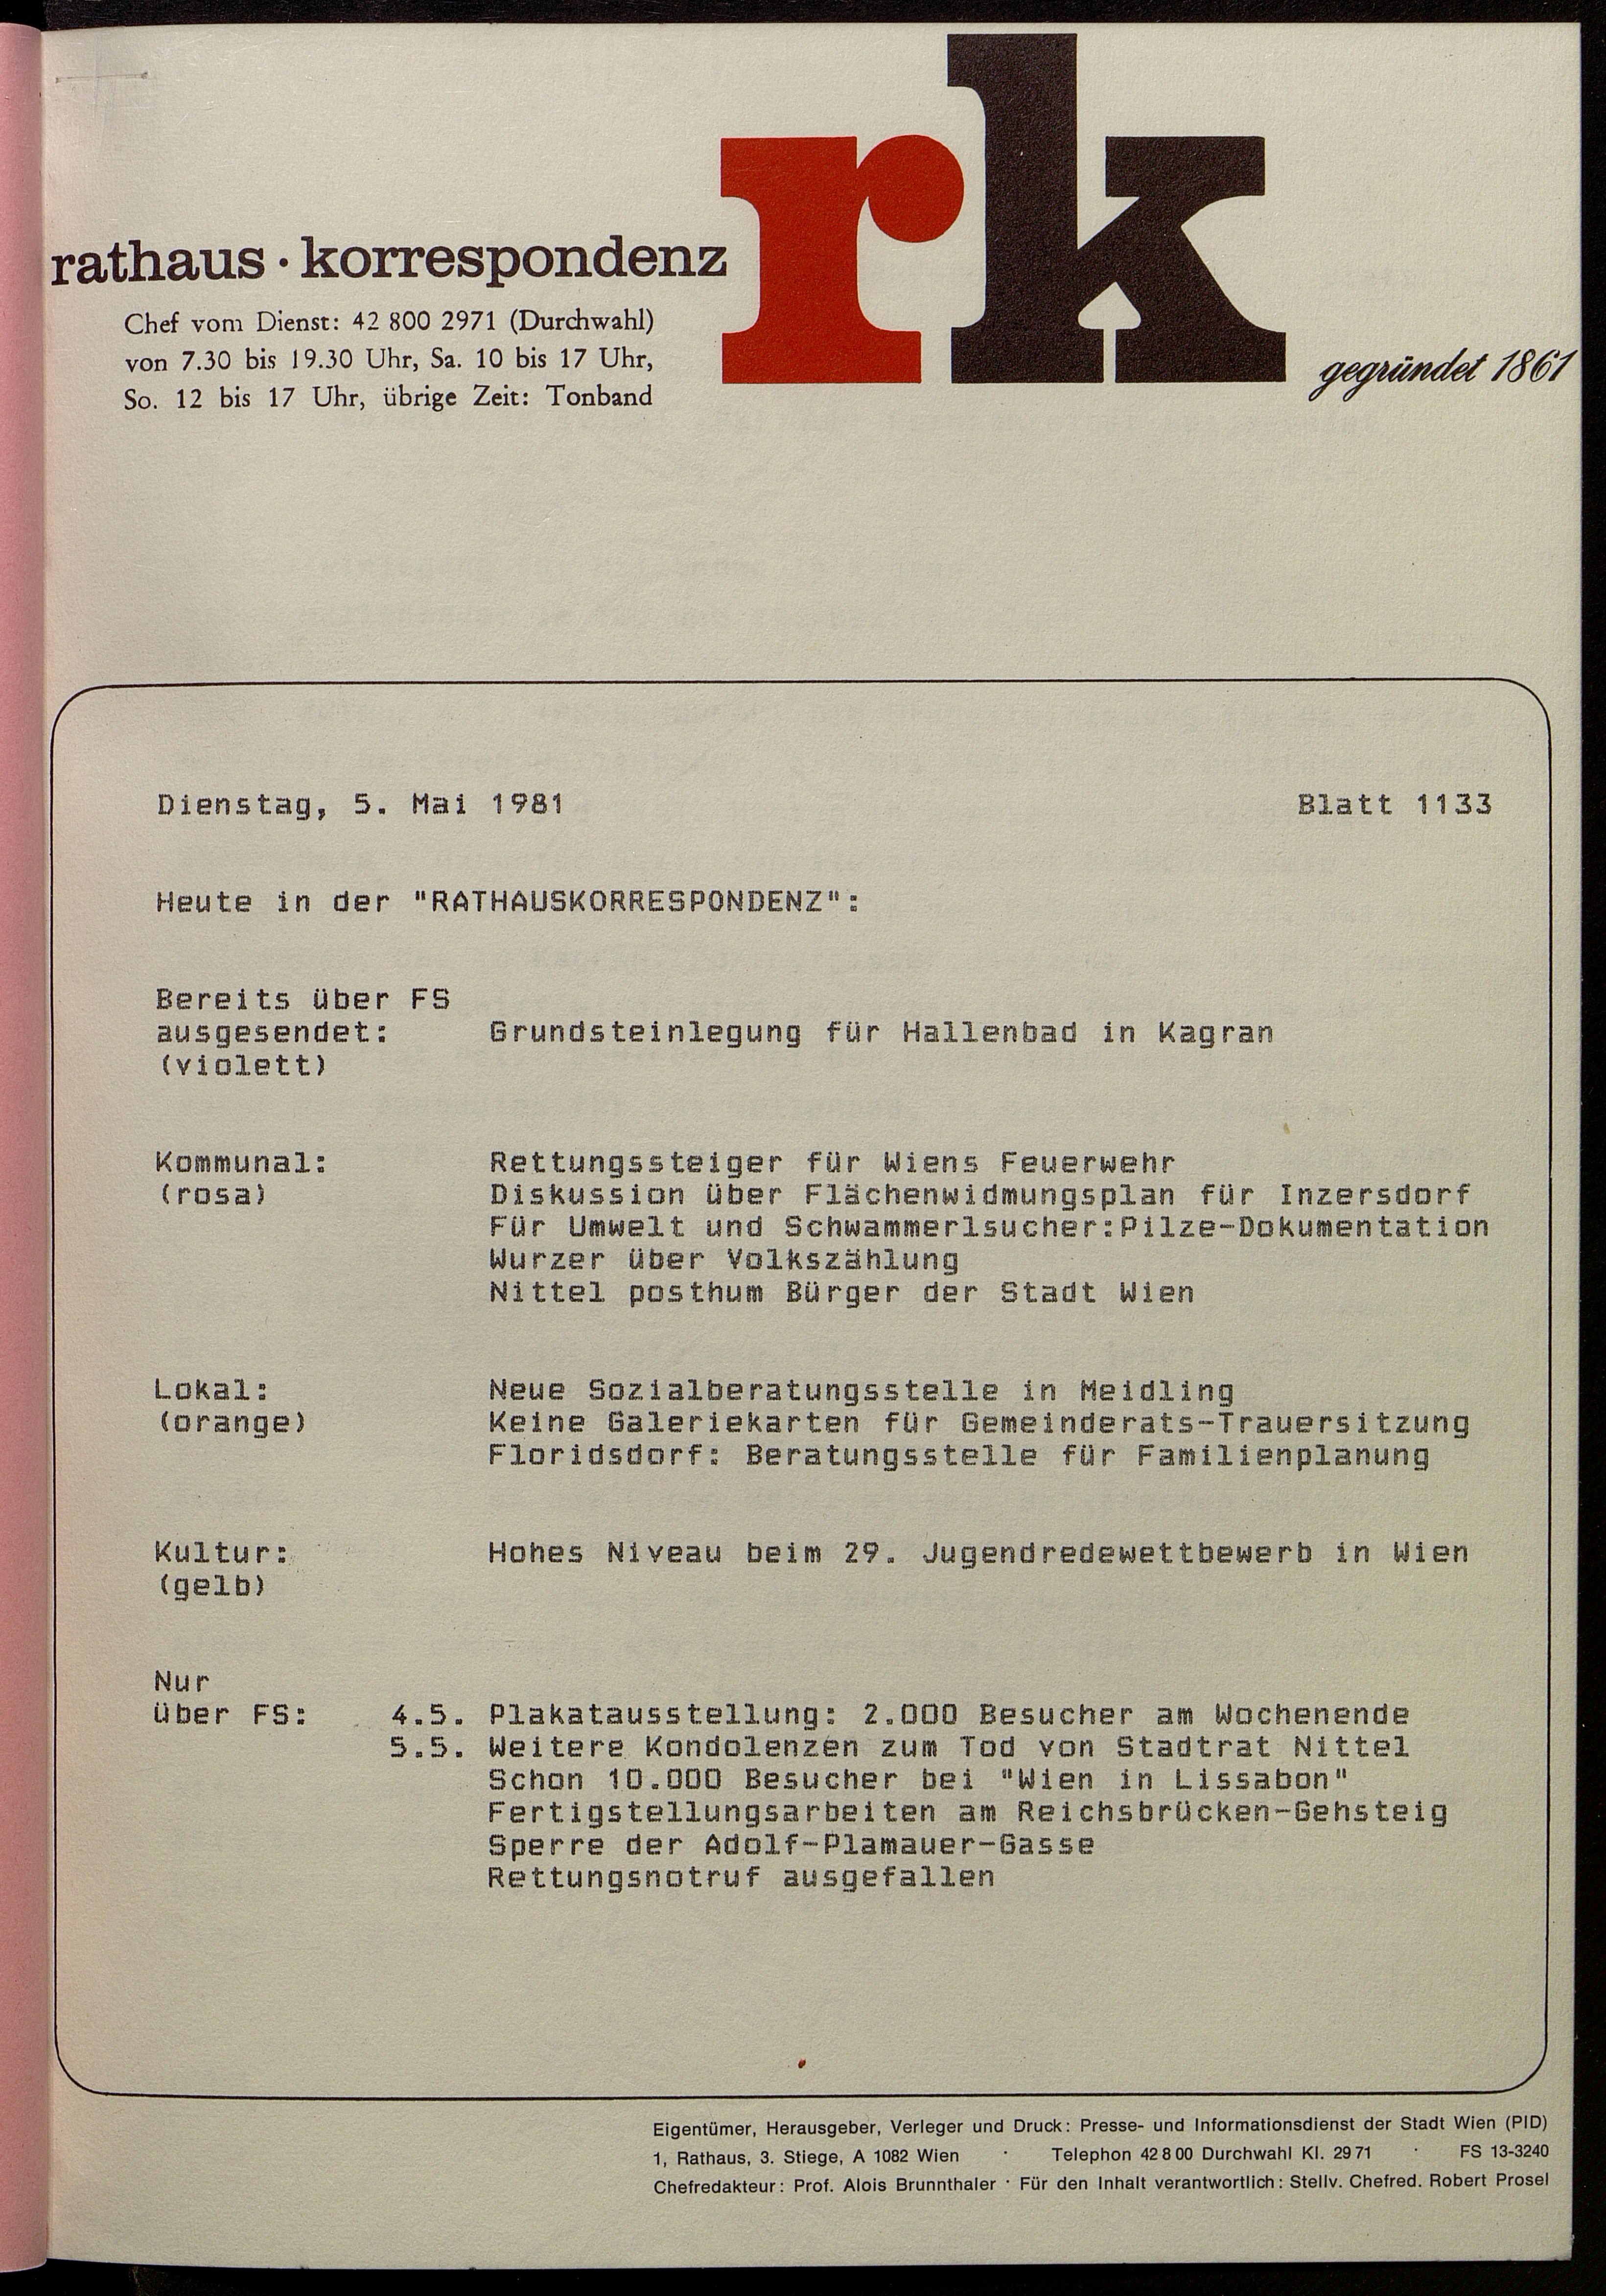 rk
rathaus · korrespondenz
Chef vom Dienst: 42 800 2971 (Durchwahl)
von 7.30 bis 19.30 Uhr, Sa. 10 bis 17 Uhr,
So. 12 bis 17 Uhr, übrige Zeit: Tonband
gegründet 1861
Dienstag, 5. Mai 1981 Blatt 1133
Heute in der "RATHAUSKORRESPONDENZ":
Bereits über FS
ausgesendet: Grundsteinlegung für Hallenbad in Kagran
(violett)
Kommunal: Rettungssteiger für Wiens Feuerwehr
(rosa) Diskussion über Flächenwidmungsplan für Inzersdorf
Für Umwelt und Schwammerlsucher:Pilze-Dokumentation
Wurzer über Volkszählung
Nittel posthum Bürger der Stadt Wien
Lokal: Neue Sozialberatungsstelle in Meidling
(orange) Keine Galeriekarten für Gemeinderats-Trauersitzung
Floridsdorf: Beratungsstelle für Familienplanung
Kultur: Hohes Niveau beim 29. Jugendredewettbewerb in Wien
(gelb)
Nur
über FS: 4.5. Plakatausstellung: 2.000 Besucher am Wochenende
5.5. Weitere Kondolenzen zum Tod von Stadtrat Nittel
Schon 10.000 Besucher bei "Wien in Lissabon"
Fertigstellungsarbeiten am Reichsbrücken-Gehsteig
Sperre der Adolf-Plamauer-Gasse
Rettungsnotruf ausgefallen
Eigentümer, Herausgeber, Verleger und Druck: Presse- und Informationsdienst der Stadt Wien (PID)
1, Rathaus, 3. Stiege, A 1082 Wien · Telephon 42 8 00 Durchwahl Kl. 29 71 · FS 13-3240
Chefredakteur: Prof. Alois Brunnthaler · Für den Inhalt verantwortlich: Stellv. Chefred. Robert Prosel